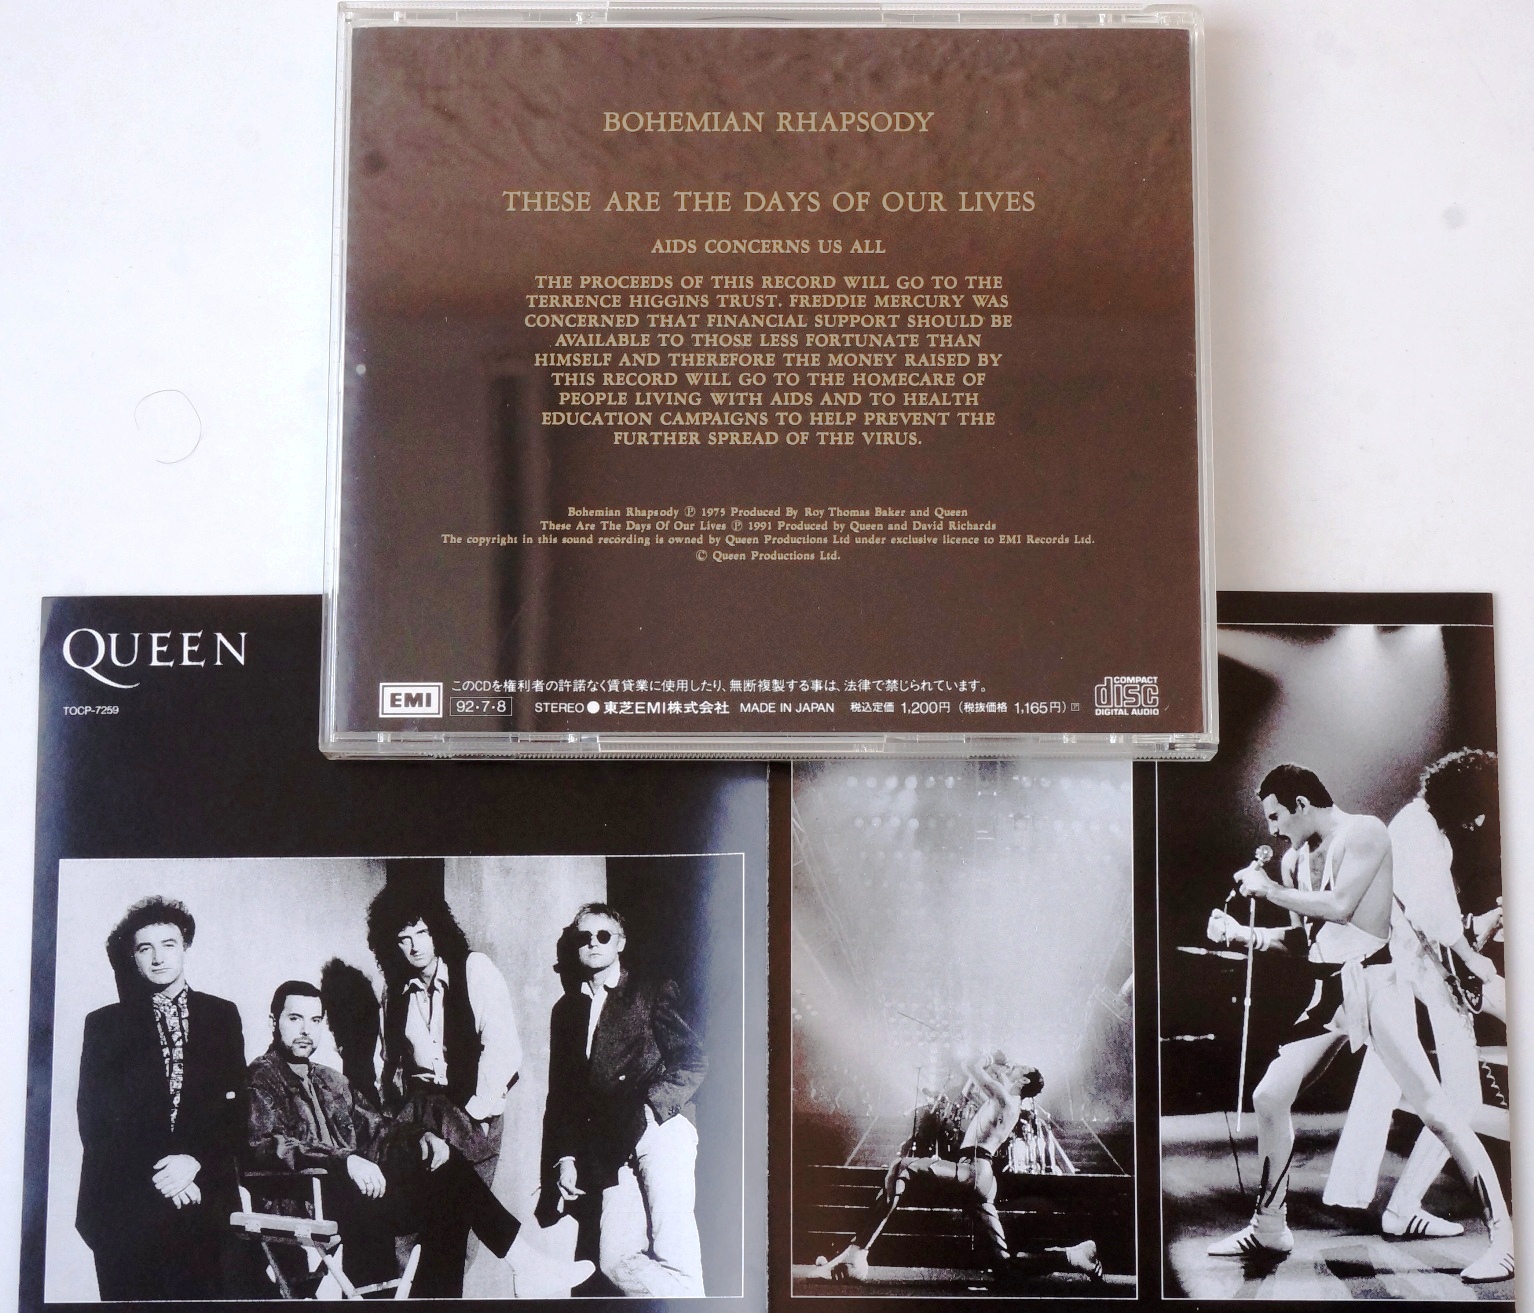 BOHEMIAN RHAPSODY
THESE ARE THE DAYS OF OUR LIVES
AIDS CONCERNS US ALL
THE PROCEEDS OF THIS RECORD WILL GO TO THE
TERRENCE HIGGINS TRUST. FREDDIE MERCURY WAS
CONCERNED THAT FINANCIAL SUPPORT SHOULD BE
AVAILABLE TO THOSE LESS FORTUNATE THAN
HIMSELF AND THEREFORE THE MONEY RAISED BY
THIS RECORD WILL GO TO THE HOMECARE OF
PEOPLE LIVING WITH AIDS AND TO HEALTH
EDUCATION CAMPAIGNS TO HELP PREVENT THE
FURTHER SPREAD OF THE VIRUS.
Bohemian Rhapsody Ⓟ 1975 Produced By Roy Thomas Baker and Queen
These Are The Days Of Our Lives Ⓟ 1991 Produced by Queen and David Richards
The copyright in this sound recording is owned by Queen Productions Ltd under exclusive licence to EMI Records Ltd.
© Queen Productions Ltd.
EMI
このCDを権利者の許諾なく賃貸業に使用したり、無断複製する事は、法律で禁じられています。
92・7・8 STEREO ● 東芝EMI株式会社 MADE IN JAPAN 税込定価 1,200円 (税抜価格 1,165円) 🄿
COMPACT
disc
DIGITAL AUDIO
QUEEN
TOCP-7259